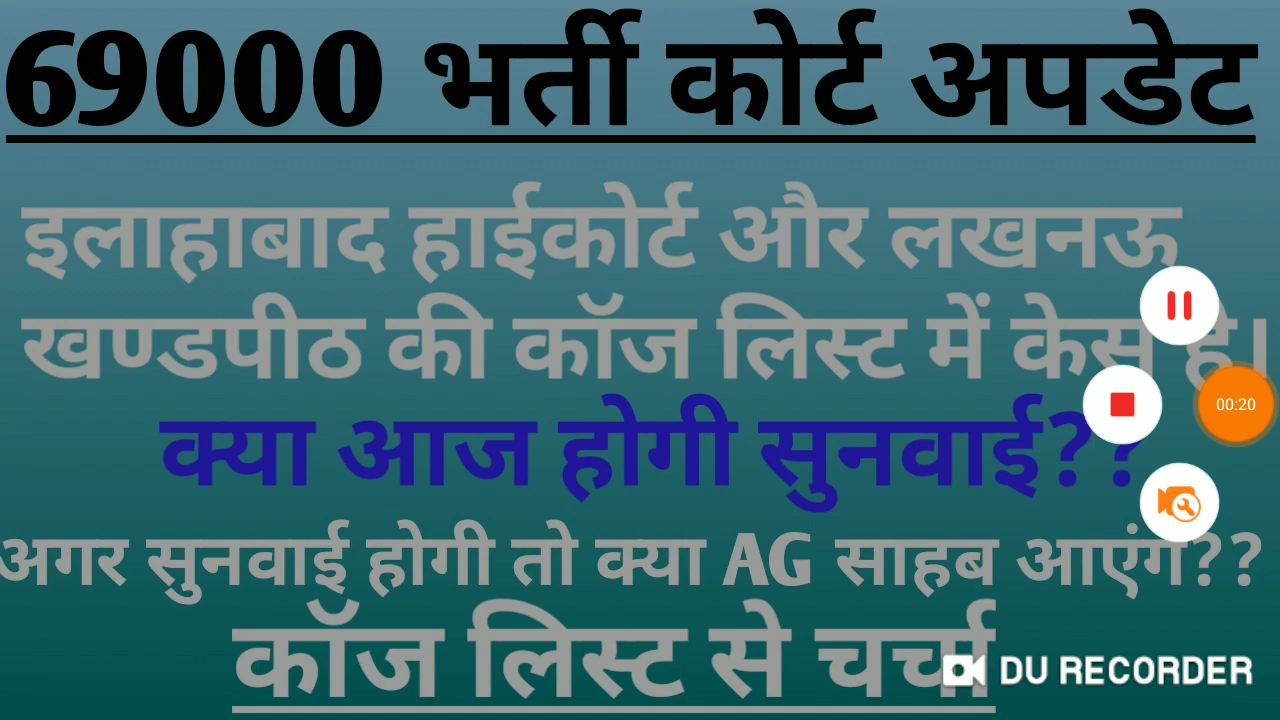 69000 भर्ती कोर्ट अपडेट
इलाहाबाद हाईकोर्ट और लखनऊ
खण्डपीठ की कॉज लिस्ट में केस है।
क्या आज होगी सुनवाई??
00:20
अगर सुनवाई होगी तो क्या AG साहब आएंगे??
कॉज लिस्ट से चर्चा
DU RECORDER